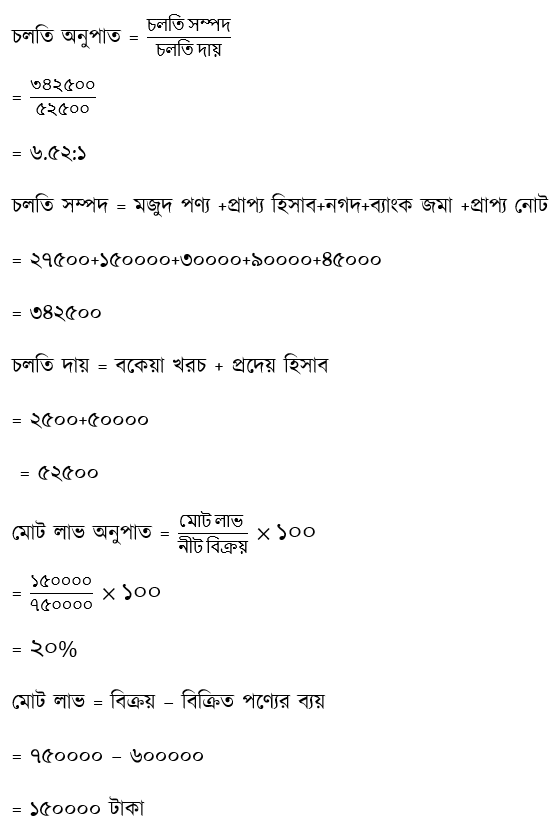 চলতি অনুপাত = চলতি সম্পদ / চলতি দায়
= ৩৪২৫০০ / ৫২৫০০
= ৬.৫২:১
চলতি সম্পদ = মজুদ পণ্য +প্রাপ্য হিসাব+নগদ+ব্যাংক জমা +প্রাপ্য নোট
= ২৭৫০০+১৫০০০০+৩০০০০+৯০০০০+৪৫০০০
= ৩৪২৫০০
চলতি দায় = বকেয়া খরচ + প্রদেয় হিসাব
= ২৫০০+৫০০০০
= ৫২৫০০
মোট লাভ অনুপাত = মোট লাভ / নীট বিক্রয় × ১০০
= ১৫০০০০ / ৭৫০০০০ × ১০০
= ২০%
মোট লাভ = বিক্রয় – বিক্রিত পণ্যের ব্যয়
= ৭৫০০০০ – ৬০০০০০
= ১৫০০০০ টাকা